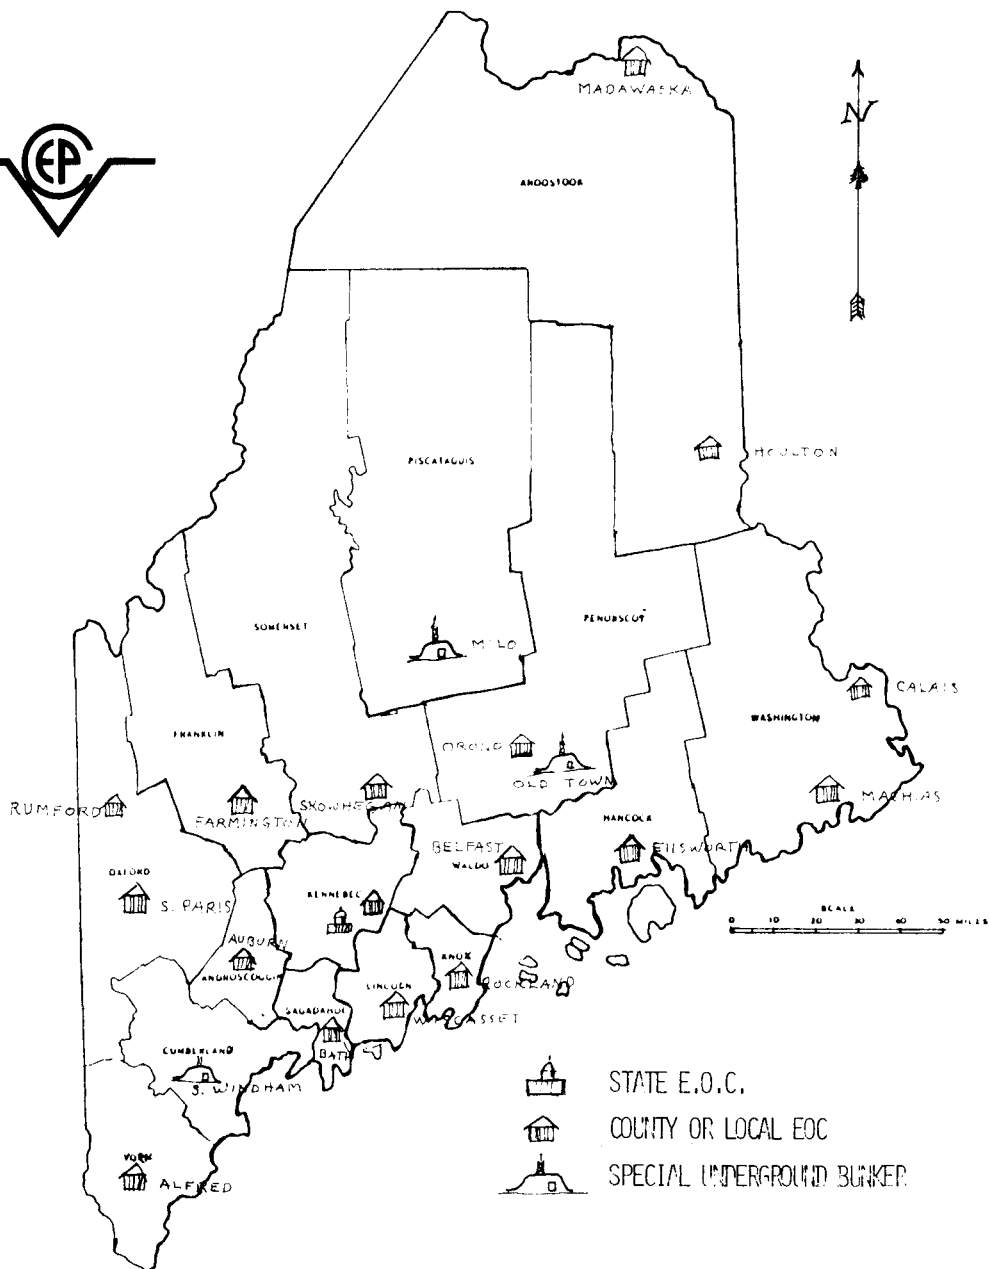 MADAWASKA
N
CEP
AROOSTOOK
HOULTON
PISCATAQUIS
SOMERSET
PENOBSCOT
MILO
CALAIS
WASHINGTON
FRANKLIN
ORONO
OLD TOWN
RUMFORD
FARMINGTON
SKOWHEGAN
MACHIAS
HANCOCK
ELLSWORTH
BELFAST
WALDO
OXFORD
KENNEBEC
S. PARIS
SCALE
0 10 20 30 40 50 MILES
AUBURN
ANDROSCOGGIN
KNOX
ROCKLAND
LINCOLN
WISCASSET
SAGADAHOC
BATH
CUMBERLAND
S. WINDHAM
STATE E.O.C.
COUNTY OR LOCAL EOC
SPECIAL UNDERGROUND BUNKER
YORK
ALFRED